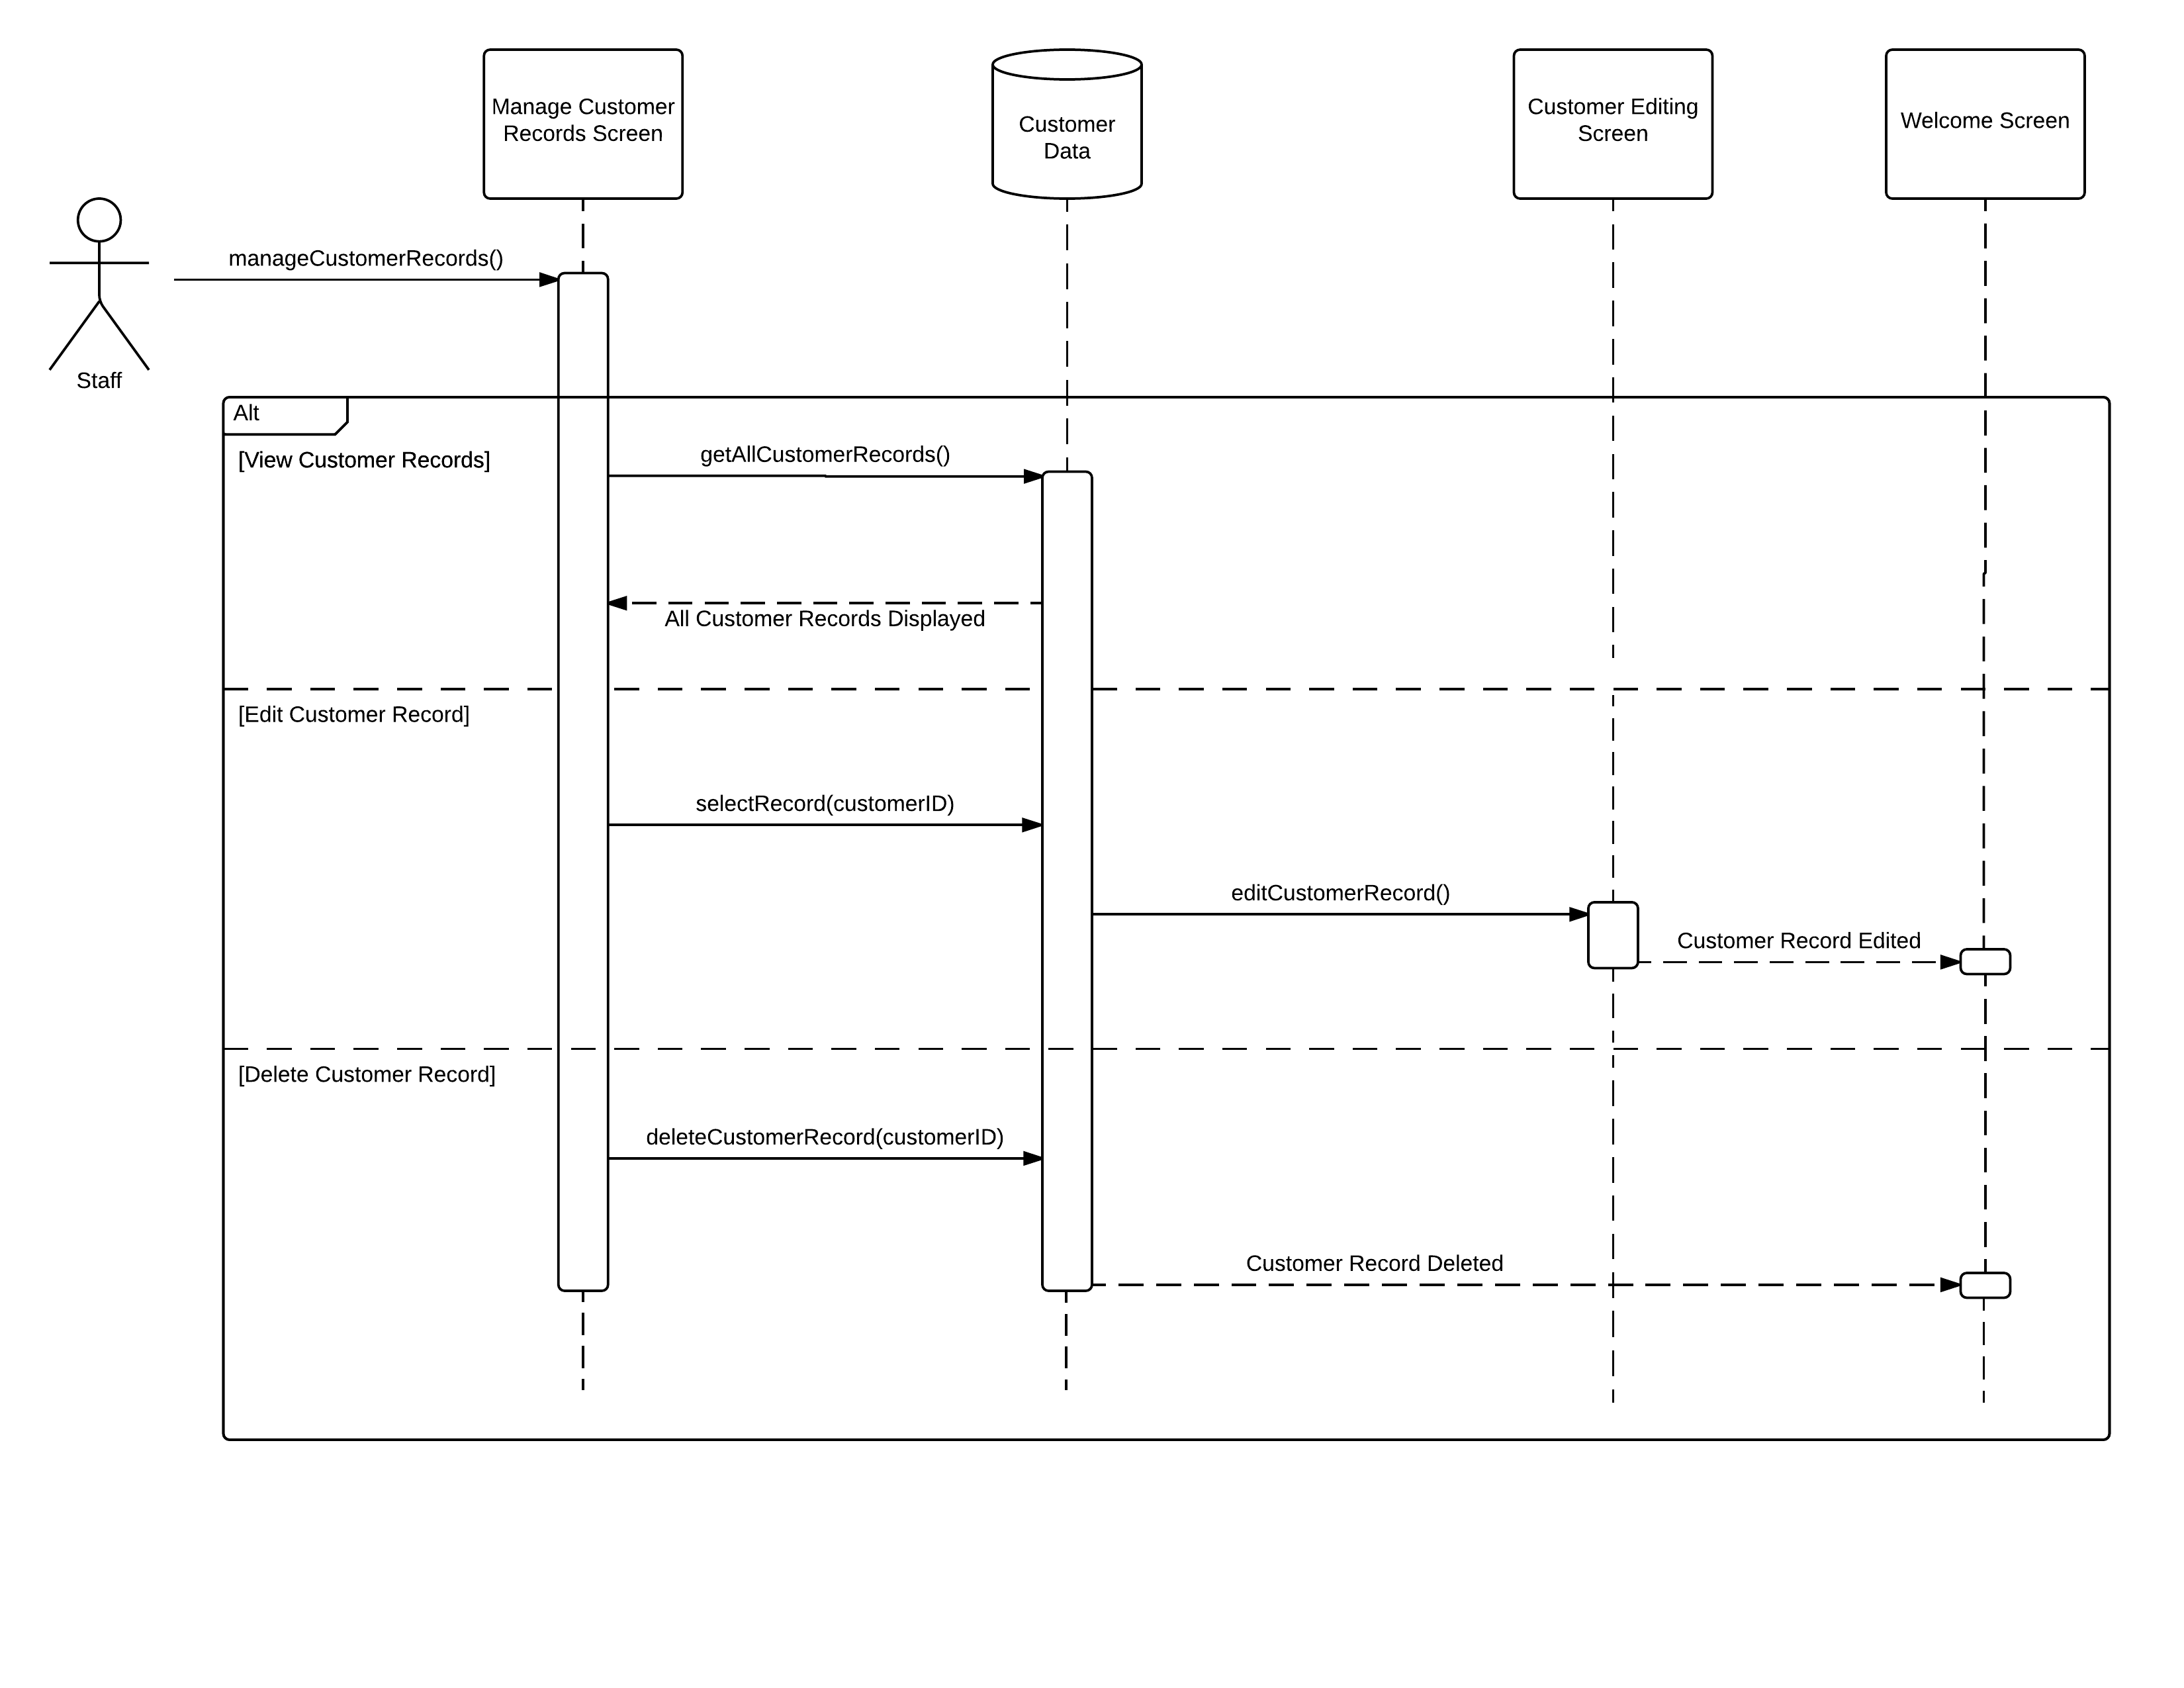 Manage Customer
Records Screen
Customer
Data
Customer Editing
Screen
Welcome Screen
manageCustomerRecords()
Staff
Alt
[View Customer Records]
getAllCustomerRecords()
All Customer Records Displayed
[Edit Customer Record]
selectRecord(customerID)
editCustomerRecord()
Customer Record Edited
[Delete Customer Record]
deleteCustomerRecord(customerID)
Customer Record Deleted